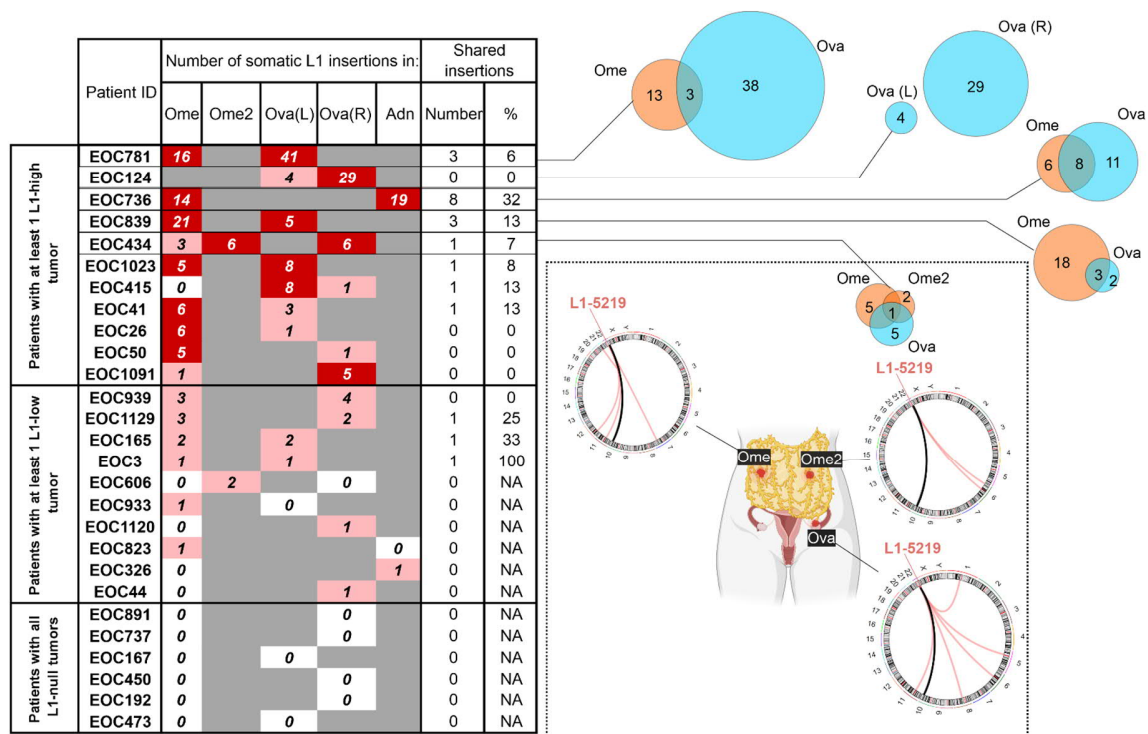 Patient ID
Number of somatic L1 insertions in:
Shared insertions
Ome Ome2 Ova(L) Ova(R) Adn Number %
Patients with at least 1 L1-high tumor
EOC781 16 41 3 6
EOC124 4 29 0 0
EOC736 14 19 8 32
EOC839 21 5 3 13
EOC434 3 6 6 1 7
EOC1023 5 8 1 8
EOC415 0 8 1 1 13
EOC41 6 3 1 13
EOC26 6 1 0 0
EOC50 5 1 0 0
EOC1091 1 5 0 0
Patients with at least 1 L1-low tumor
EOC939 3 4 0 0
EOC1129 3 2 1 25
EOC165 2 2 1 33
EOC3 1 1 1 100
EOC606 0 2 0 0 NA
EOC933 1 0 0 NA
EOC1120 0 1 0 NA
EOC823 1 0 0 NA
EOC326 0 1 0 NA
EOC44 0 1 0 NA
Patients with all L1-null tumors
EOC891 0 0 0 NA
EOC737 0 0 0 NA
EOC167 0 0 0 NA
EOC450 0 0 0 NA
EOC192 0 0 0 NA
EOC473 0 0 0 NA
Ome
Ova
13 3 38
Ova (R)
Ova (L)
4
29
Ome
Ova
6 8 11
Ome
Ova
18 3 2
Ome
Ome2
5 2
1
5
Ova
L1-5219
L1-5219
L1-5219
Ome
Ome2
Ova